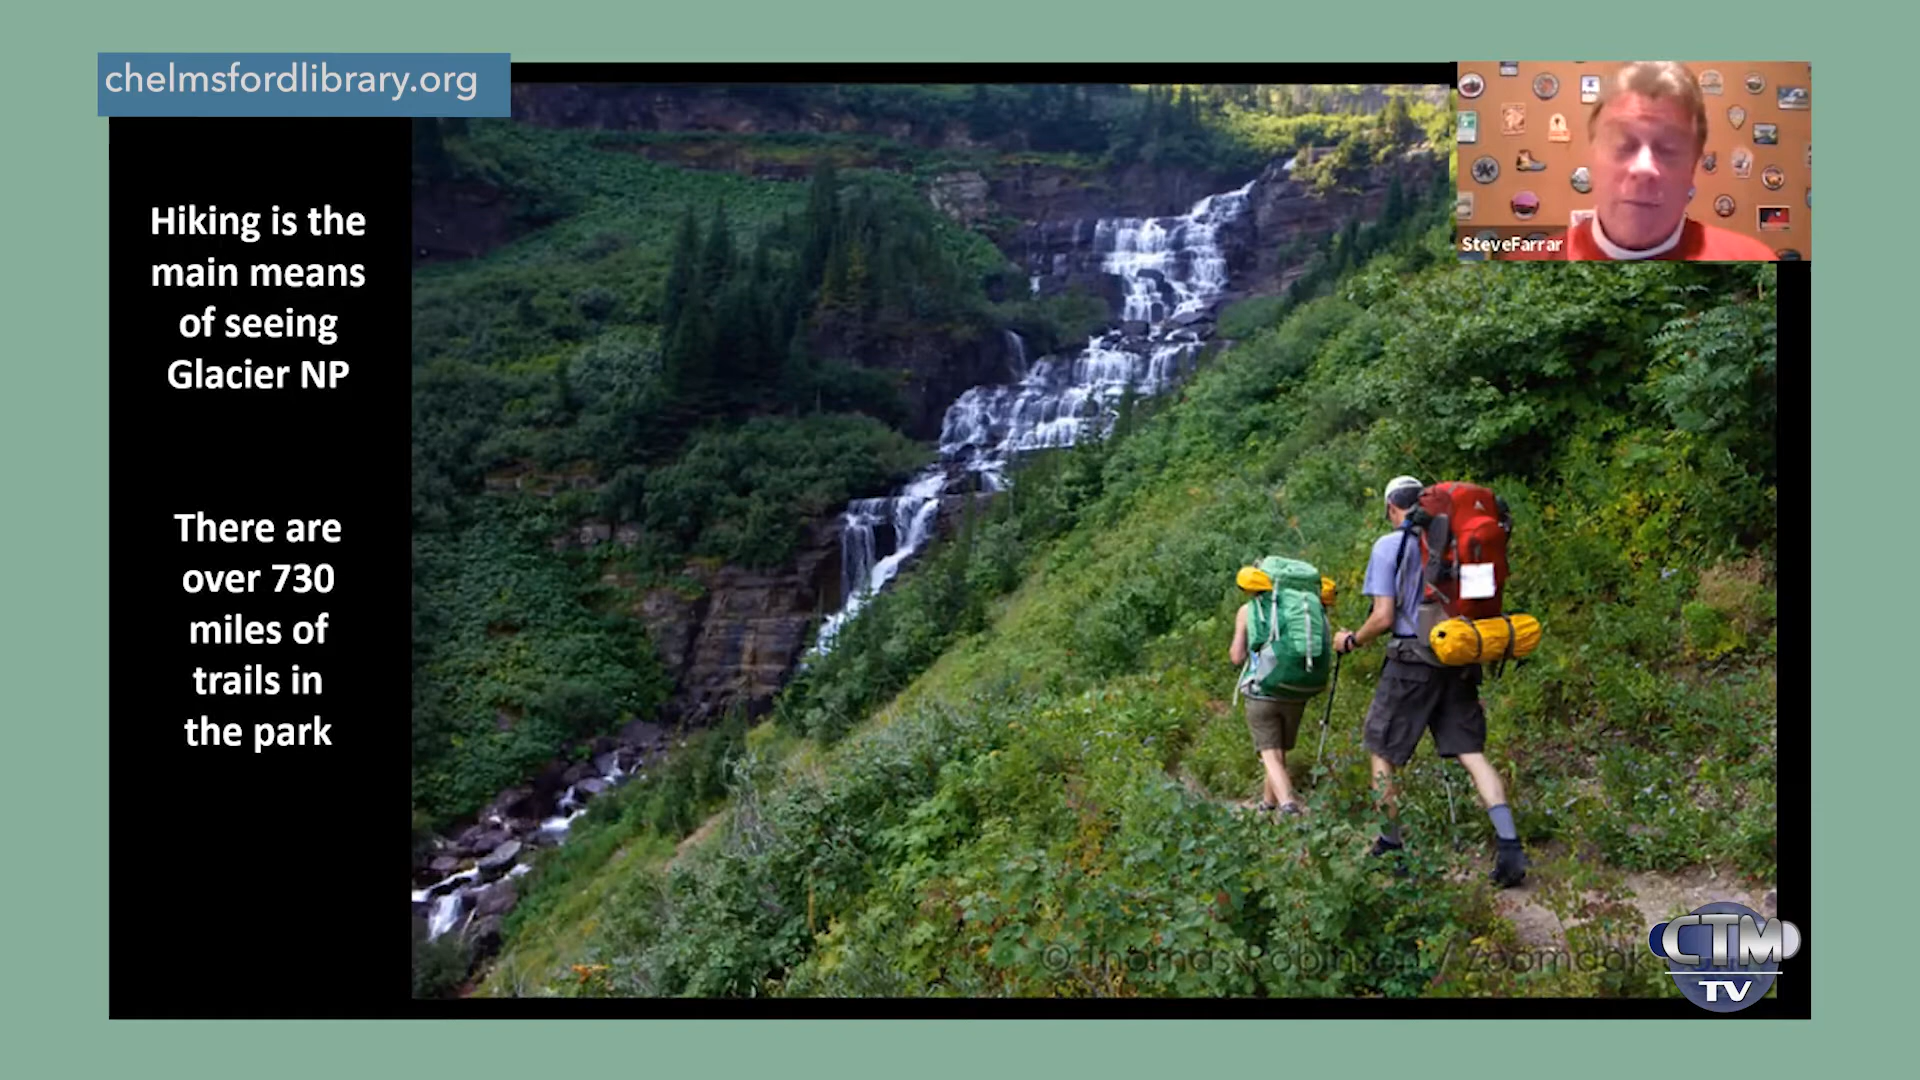 chelmsfordlibrary.org
SteveFarrar
Hiking is the
main means
of seeing
Glacier NP
There are
over 730
miles of
trails in
the park
© Thomas Robinson /
CTM
TV